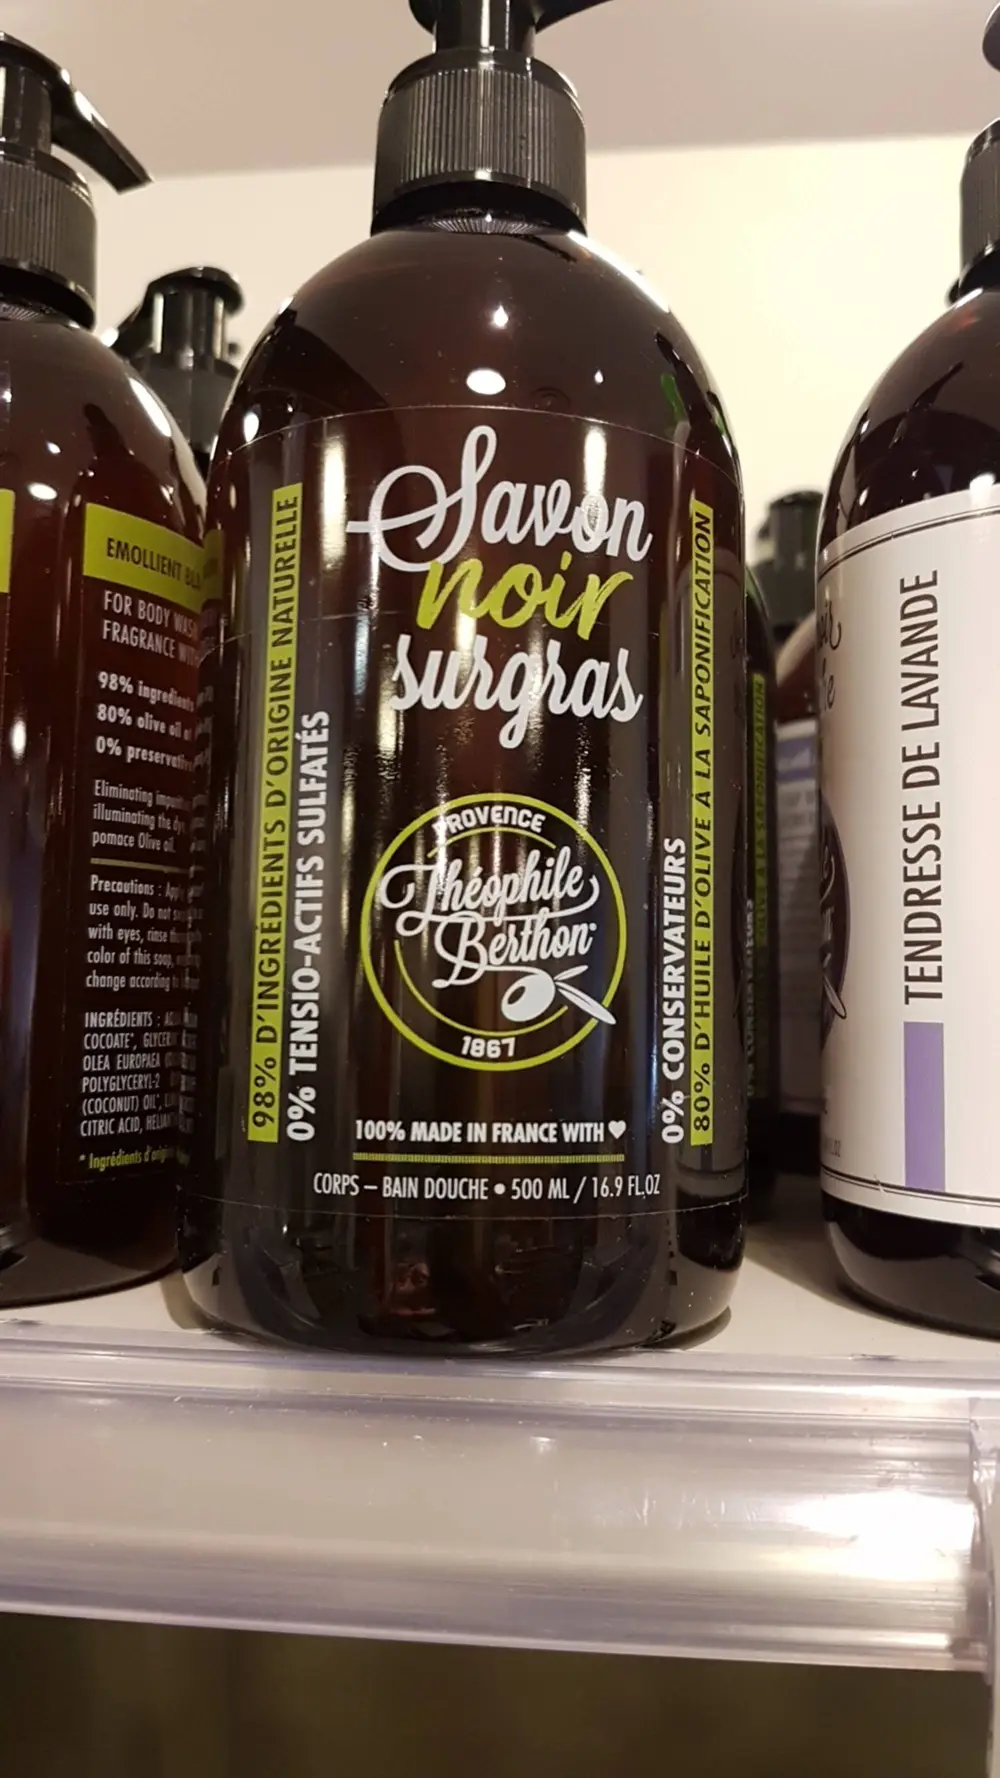 Savon
noir
surgras
98% D'INGRÉDIENTS D'ORIGINE NATURELLE
0% TENSIO-ACTIFS SULFATÉS
0% CONSERVATEURS
80% D'HUILE D'OLIVE À LA SAPONIFICATION
PROVENCE
Théophile
Berthon
1867
100% MADE IN FRANCE WITH ♥
CORPS – BAIN DOUCHE • 500 ML / 16.9 FL.OZ
EMOLLIENT
FOR BODY WASH
FRAGRANCE
98% ingredients
80% olive oil
0% preservative
Eliminating
illuminating the
pomace Olive oil.
Precautions :
use only. Do not
with eyes, rinse
color of this soap,
change according
INGRÉDIENTS :
COCOATE*,
OLEA EUROPAEA
POLYGLYCERYL-2
(COCONUT) OIL*,
CITRIC ACID,
* Ingrédients
TENDRESSE DE LAVANDE